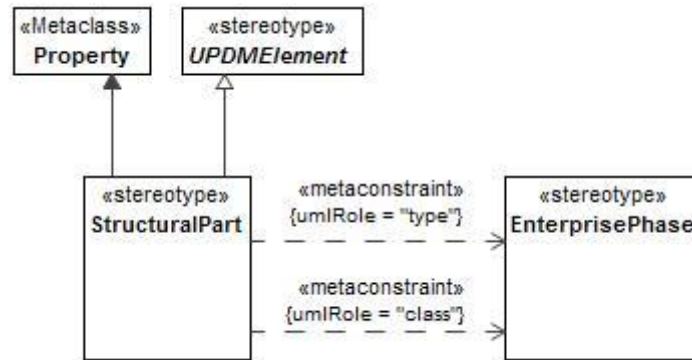 «Metaclass»
Property
«stereotype»
UPDMElement
«stereotype»
StructuralPart
«metaconstraint»
{umlRole = "type"}
«metaconstraint»
{umlRole = "class"}
«stereotype»
EnterprisePhase